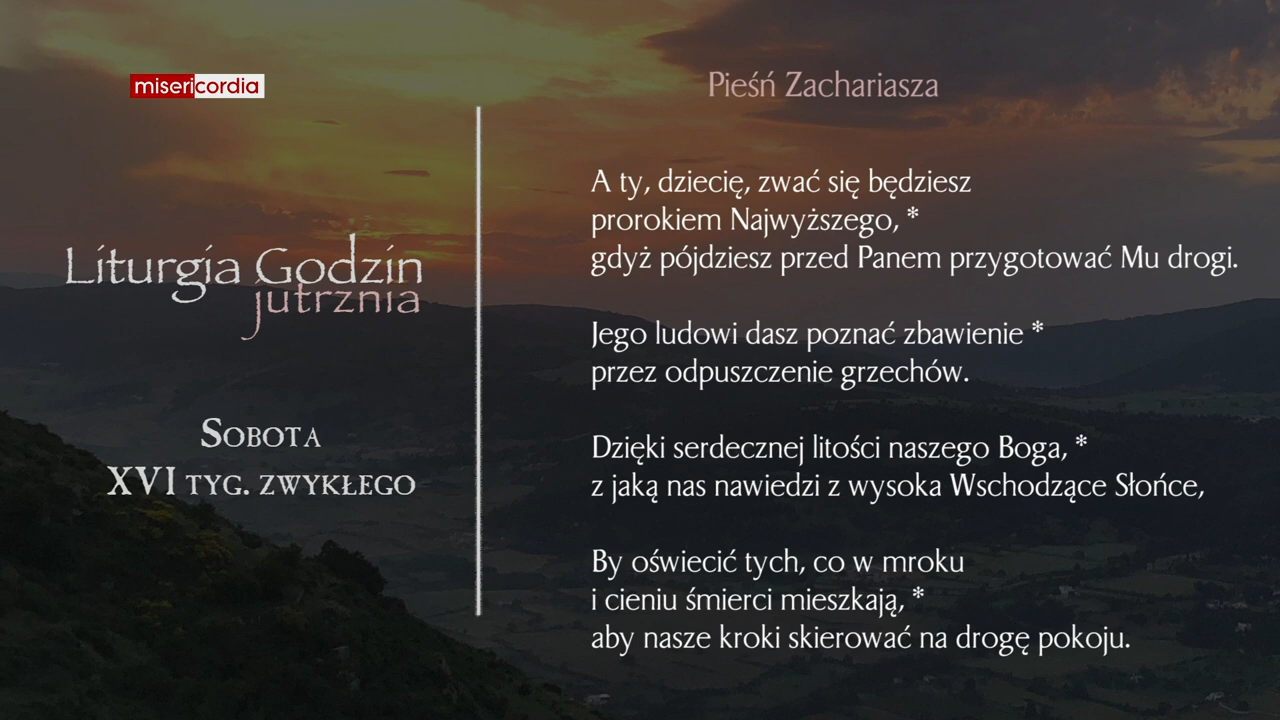 misericordia
Liturgia Godzin
jutrznia
Sobota
XVI tyg. zwykłego
Pieśń Zachariasza
A ty, dziecię, zwać się będziesz
prorokiem Najwyższego, *
gdyż pójdziesz przed Panem przygotować Mu drogi.
Jego ludowi dasz poznać zbawienie *
przez odpuszczenie grzechów.
Dzięki serdecznej litości naszego Boga, *
z jaką nas nawiedzi z wysoka Wschodzące Słońce,
By oświecić tych, co w mroku
i cieniu śmierci mieszkają, *
aby nasze kroki skierować na drogę pokoju.